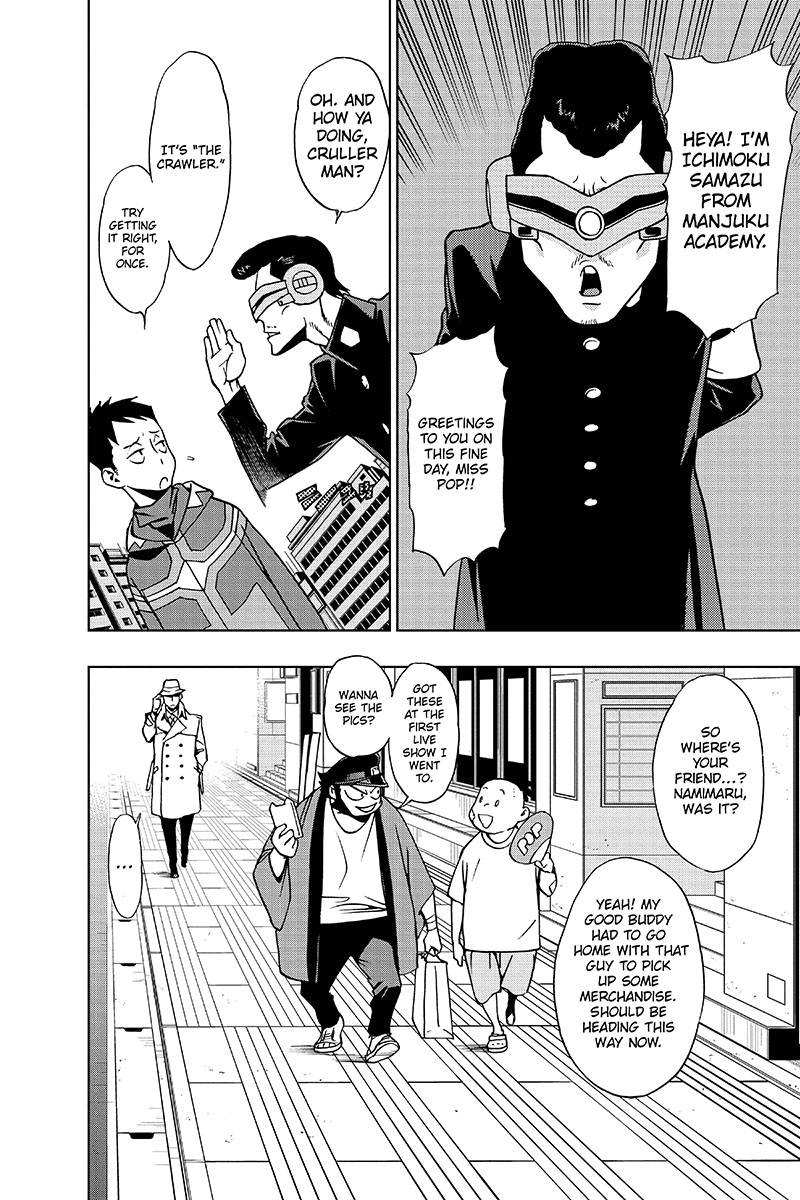 HEYA! I'M
ICHIMOKU
SAMAZU
FROM
MANJUKU
ACADEMY.
GREETINGS
TO YOU ON
THIS FINE
DAY, MISS
POP!!
OH. AND
HOW YA
DOING,
CRULLER
MAN?
IT'S "THE
CRAWLER."
TRY
GETTING
IT RIGHT,
FOR
ONCE.
SO
WHERE'S
YOUR
FRIEND...?
NAMIMARU,
WAS IT?
YEAH! MY
GOOD BUDDY
HAD TO GO
HOME WITH THAT
GUY TO PICK
UP SOME
MERCHANDISE.
SHOULD BE
HEADING THIS
WAY NOW.
GOT
THESE
AT THE
FIRST
LIVE
SHOW I
WENT
TO.
WANNA
SEE THE
PICS?
...